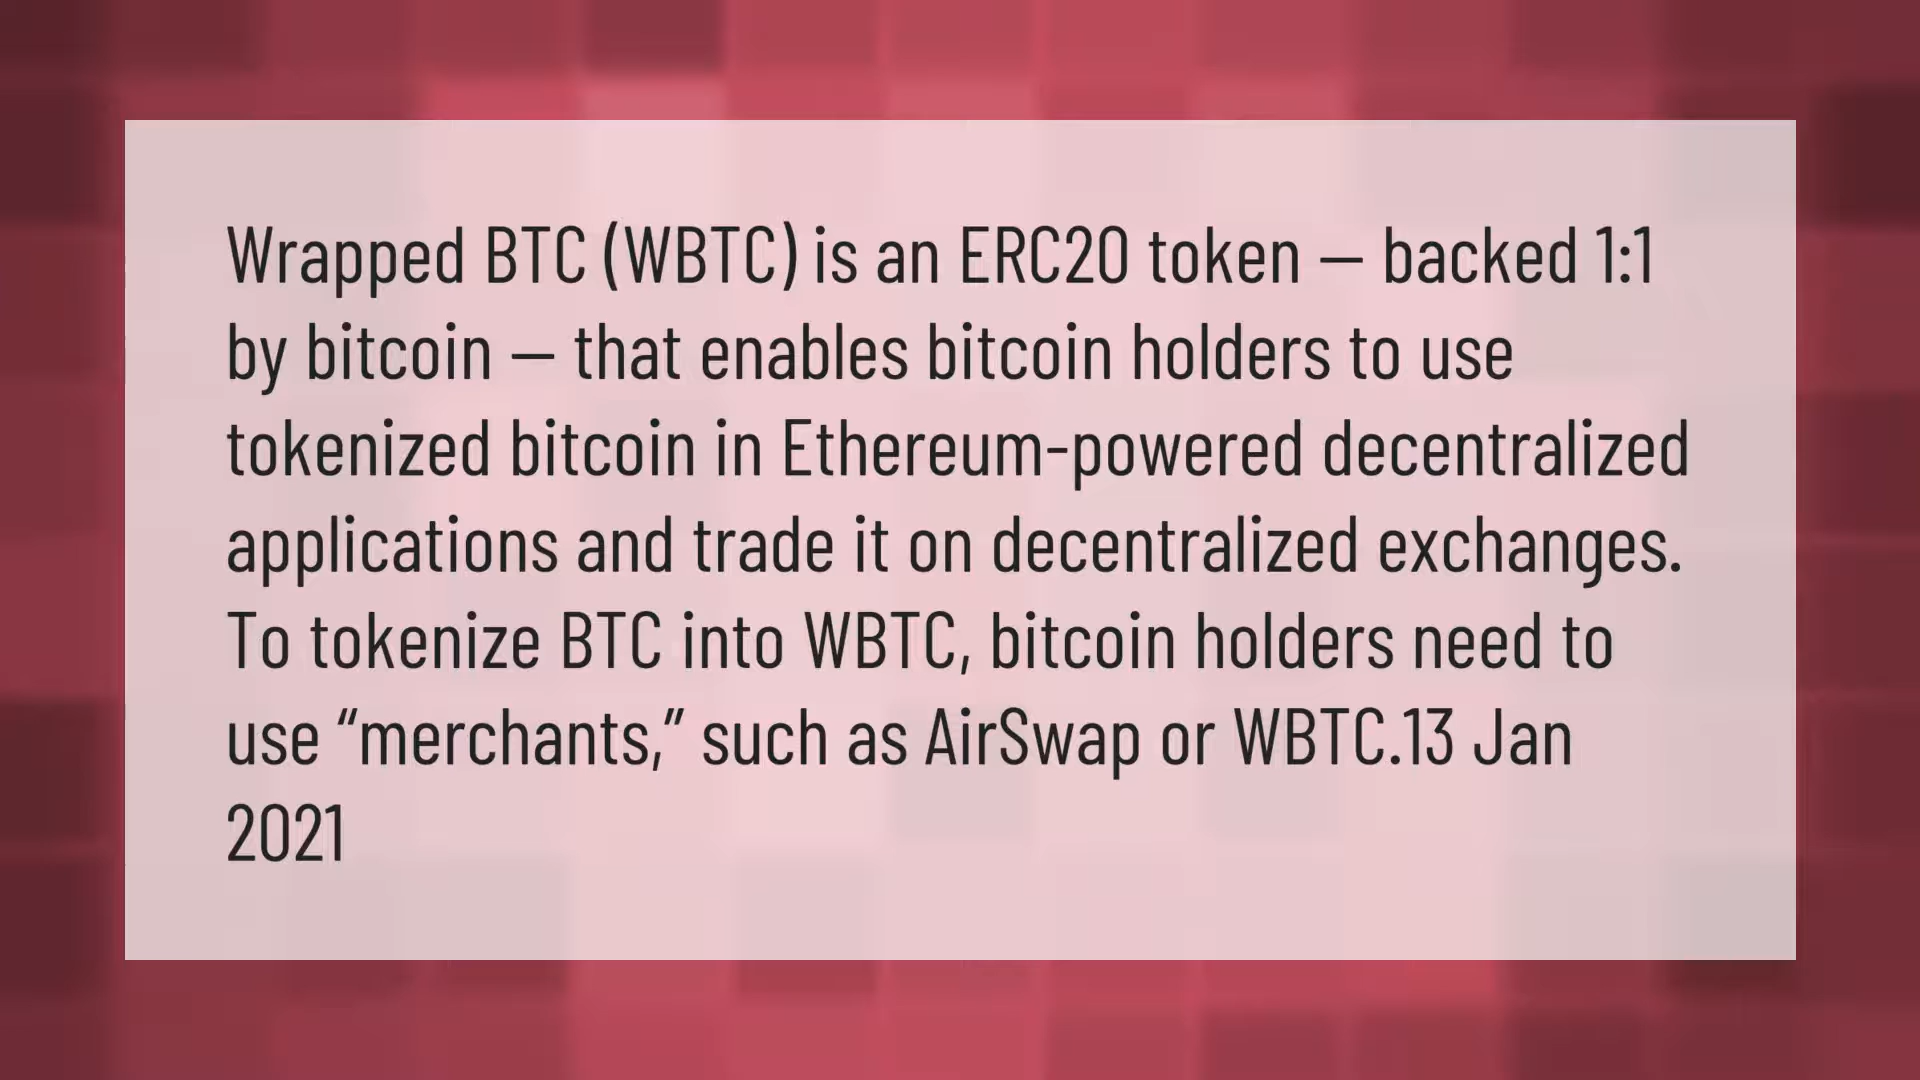 Wrapped BTC (WBTC) is an ERC20 token — backed 1:1
by bitcoin — that enables bitcoin holders to use
tokenized bitcoin in Ethereum-powered decentralized
applications and trade it on decentralized exchanges.
To tokenize BTC into WBTC, bitcoin holders need to
use “merchants,” such as AirSwap or WBTC.13 Jan
2021